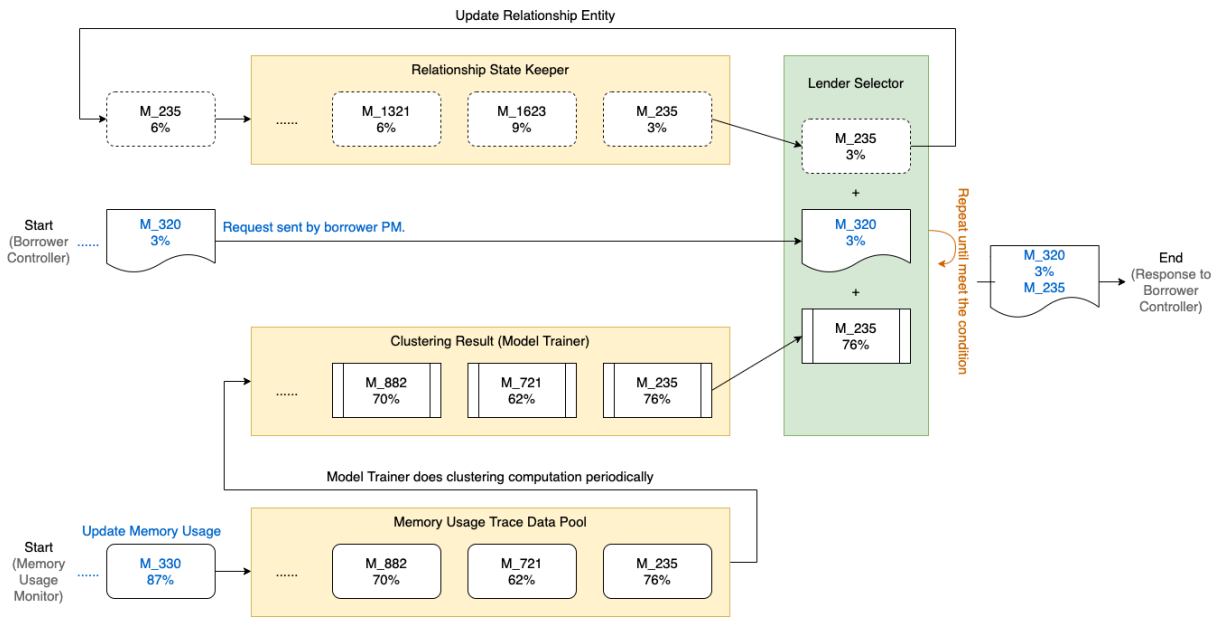 Update Relationship Entity
Relationship State Keeper
Lender Selector
M_235
6%
......
M_1321
6%
M_1623
9%
M_235
3%
M_235
3%
+
Start
(Borrower
Controller)
......
M_320
3%
Request sent by borrower PM.
M_320
3%
Repeat until meet the condition
M_320
3%
M_235
End
(Response to
Borrower
Controller)
+
Clustering Result (Model Trainer)
......
M_882
70%
M_721
62%
M_235
76%
M_235
76%
Model Trainer does clustering computation periodically
Update Memory Usage
Memory Usage Trace Data Pool
Start
(Memory
Usage
Monitor)
......
M_330
87%
......
M_882
70%
M_721
62%
M_235
76%